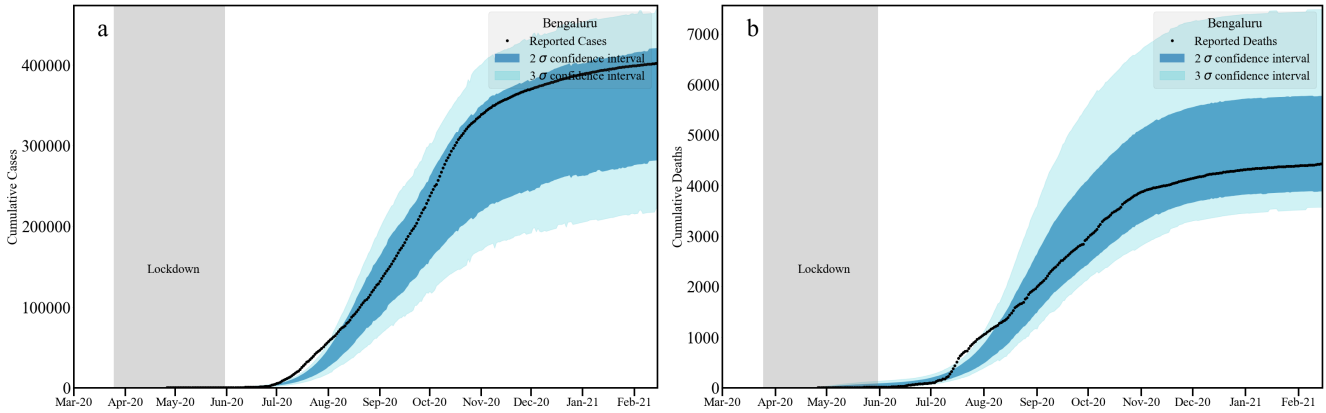 a
Bengaluru
Reported Cases
2 σ confidence interval
3 σ confidence interval
Cumulative Cases
400000
300000
200000
100000
0
Lockdown
Mar-20 Apr-20 May-20 Jun-20 Jul-20 Aug-20 Sep-20 Oct-20 Nov-20 Dec-20 Jan-21 Feb-21
b
Bengaluru
Reported Deaths
2 σ confidence interval
3 σ confidence interval
Cumulative Deaths
7000
6000
5000
4000
3000
2000
1000
0
Lockdown
Mar-20 Apr-20 May-20 Jun-20 Jul-20 Aug-20 Sep-20 Oct-20 Nov-20 Dec-20 Jan-21 Feb-21